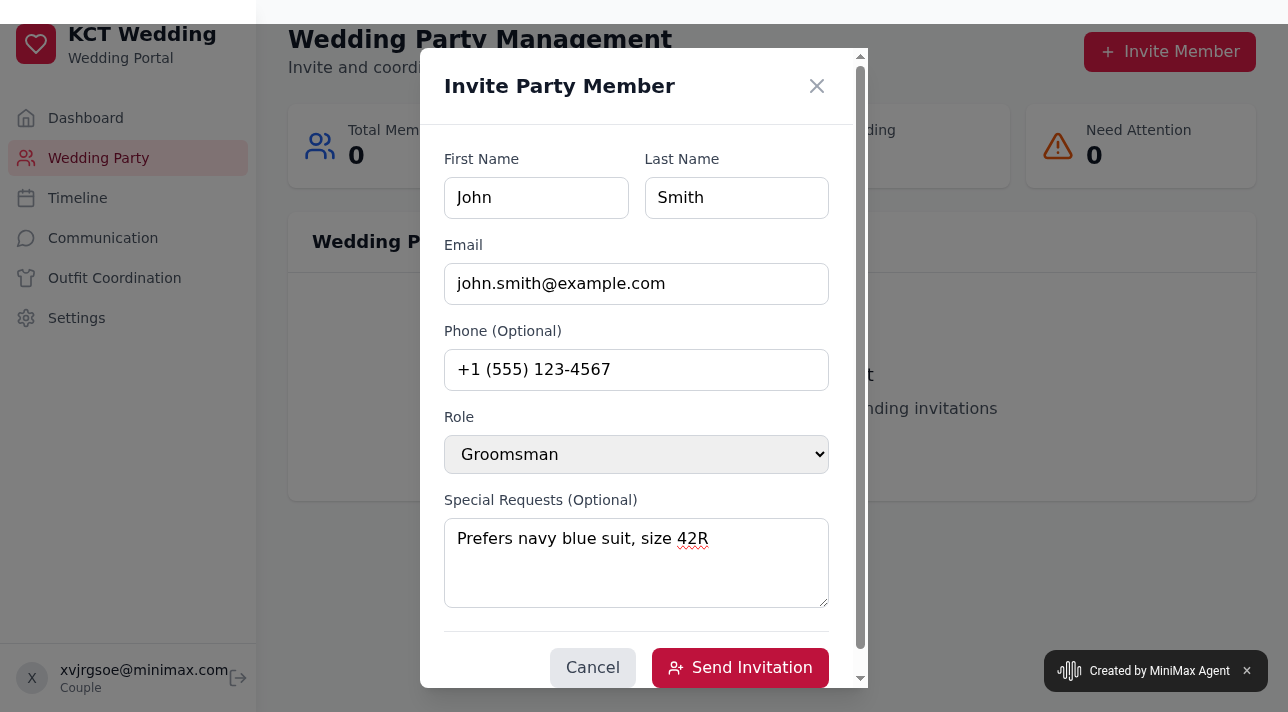 KCT Wedding
Wedding Portal
Dashboard
Wedding Party
Timeline
Communication
Outfit Coordination
Settings
X
xvjrgsoe@minimax.com
Couple
Wedding Party Management
Invite and coordi
Invite Member
Total Mem
0
ding
Need Attention
0
Wedding P
t
nding invitations
Invite Party Member
First Name
Last Name
John
Smith
Email
john.smith@example.com
Phone (Optional)
+1 (555) 123-4567
Role
Groomsman
Special Requests (Optional)
Prefers navy blue suit, size 42R
Cancel
Send Invitation
Created by MiniMax Agent